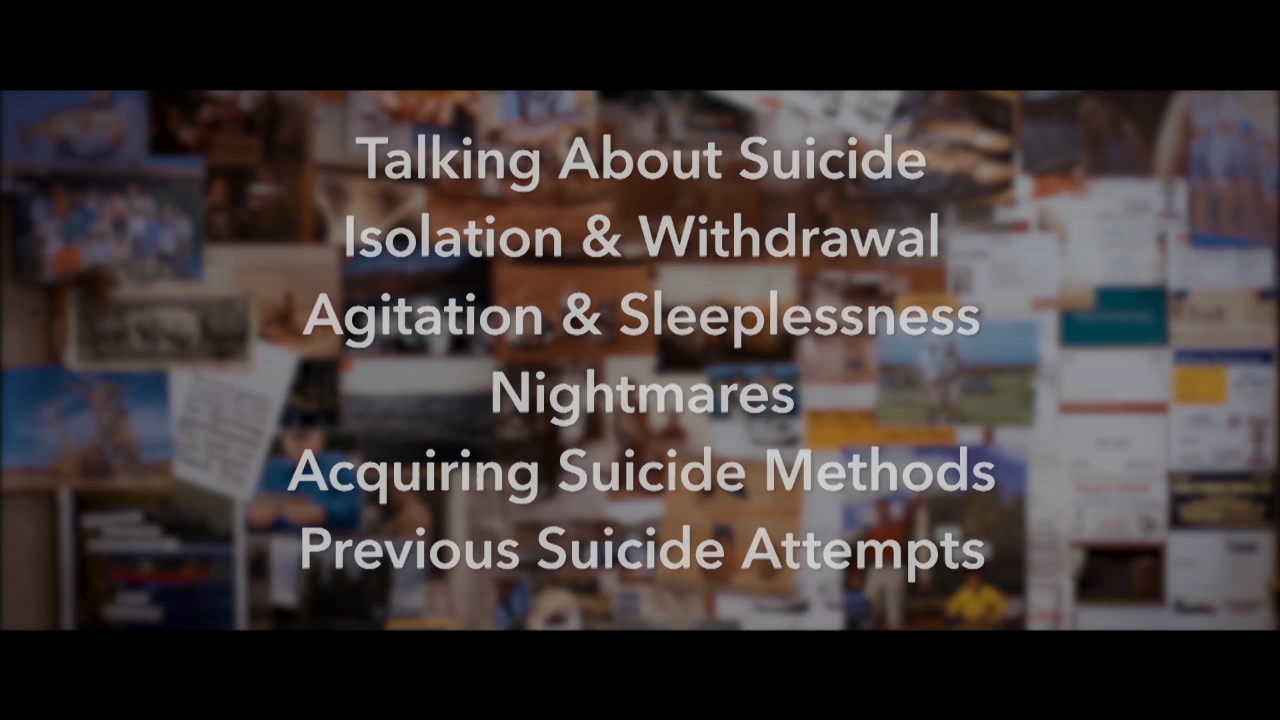 Talking About Suicide
Isolation & Withdrawal
Agitation & Sleeplessness
Nightmares
Acquiring Suicide Methods
Previous Suicide Attempts